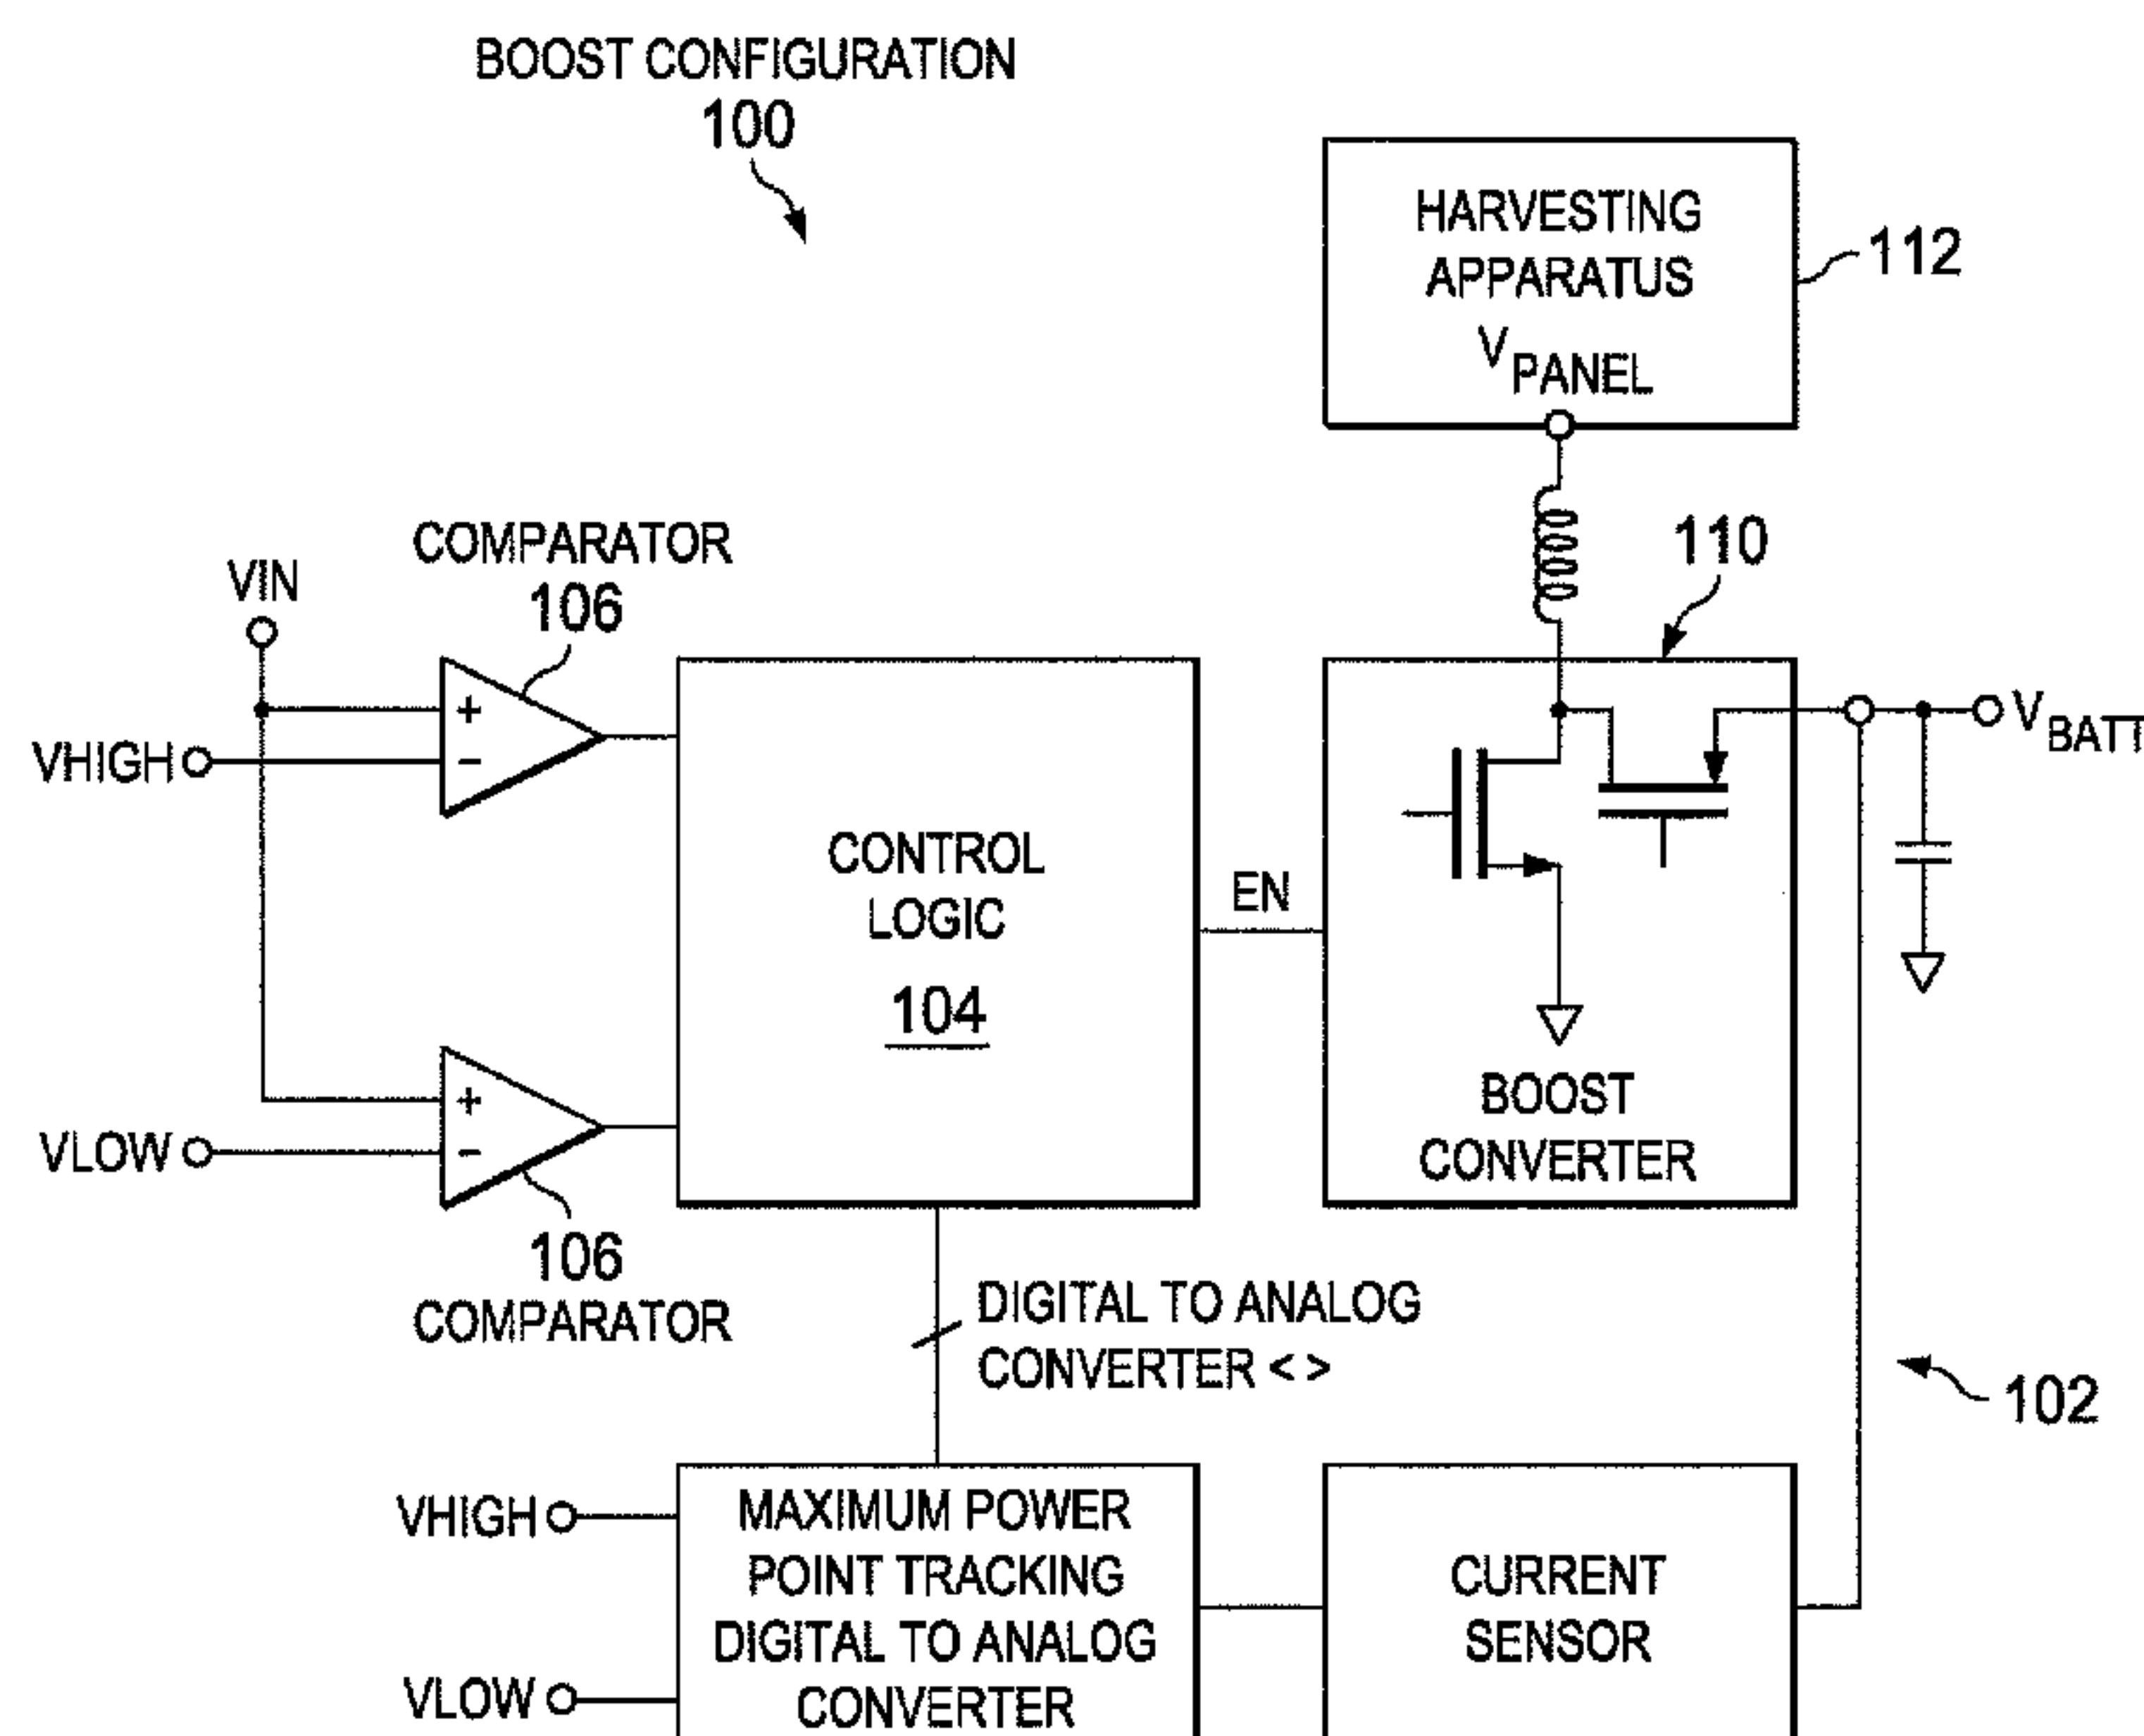 BOOST CONFIGURATION
100
HARVESTING
APPARATUS
VPANEL
112
COMPARATOR
106
VIN
110
+
VHIGH
-
VBATT
CONTROL
LOGIC
104
EN
+
VLOW
-
BOOST
CONVERTER
106
COMPARATOR
DIGITAL TO ANALOG
CONVERTER < >
102
VHIGH
VLOW
MAXIMUM POWER
POINT TRACKING
DIGITAL TO ANALOG
CONVERTER
CURRENT
SENSOR